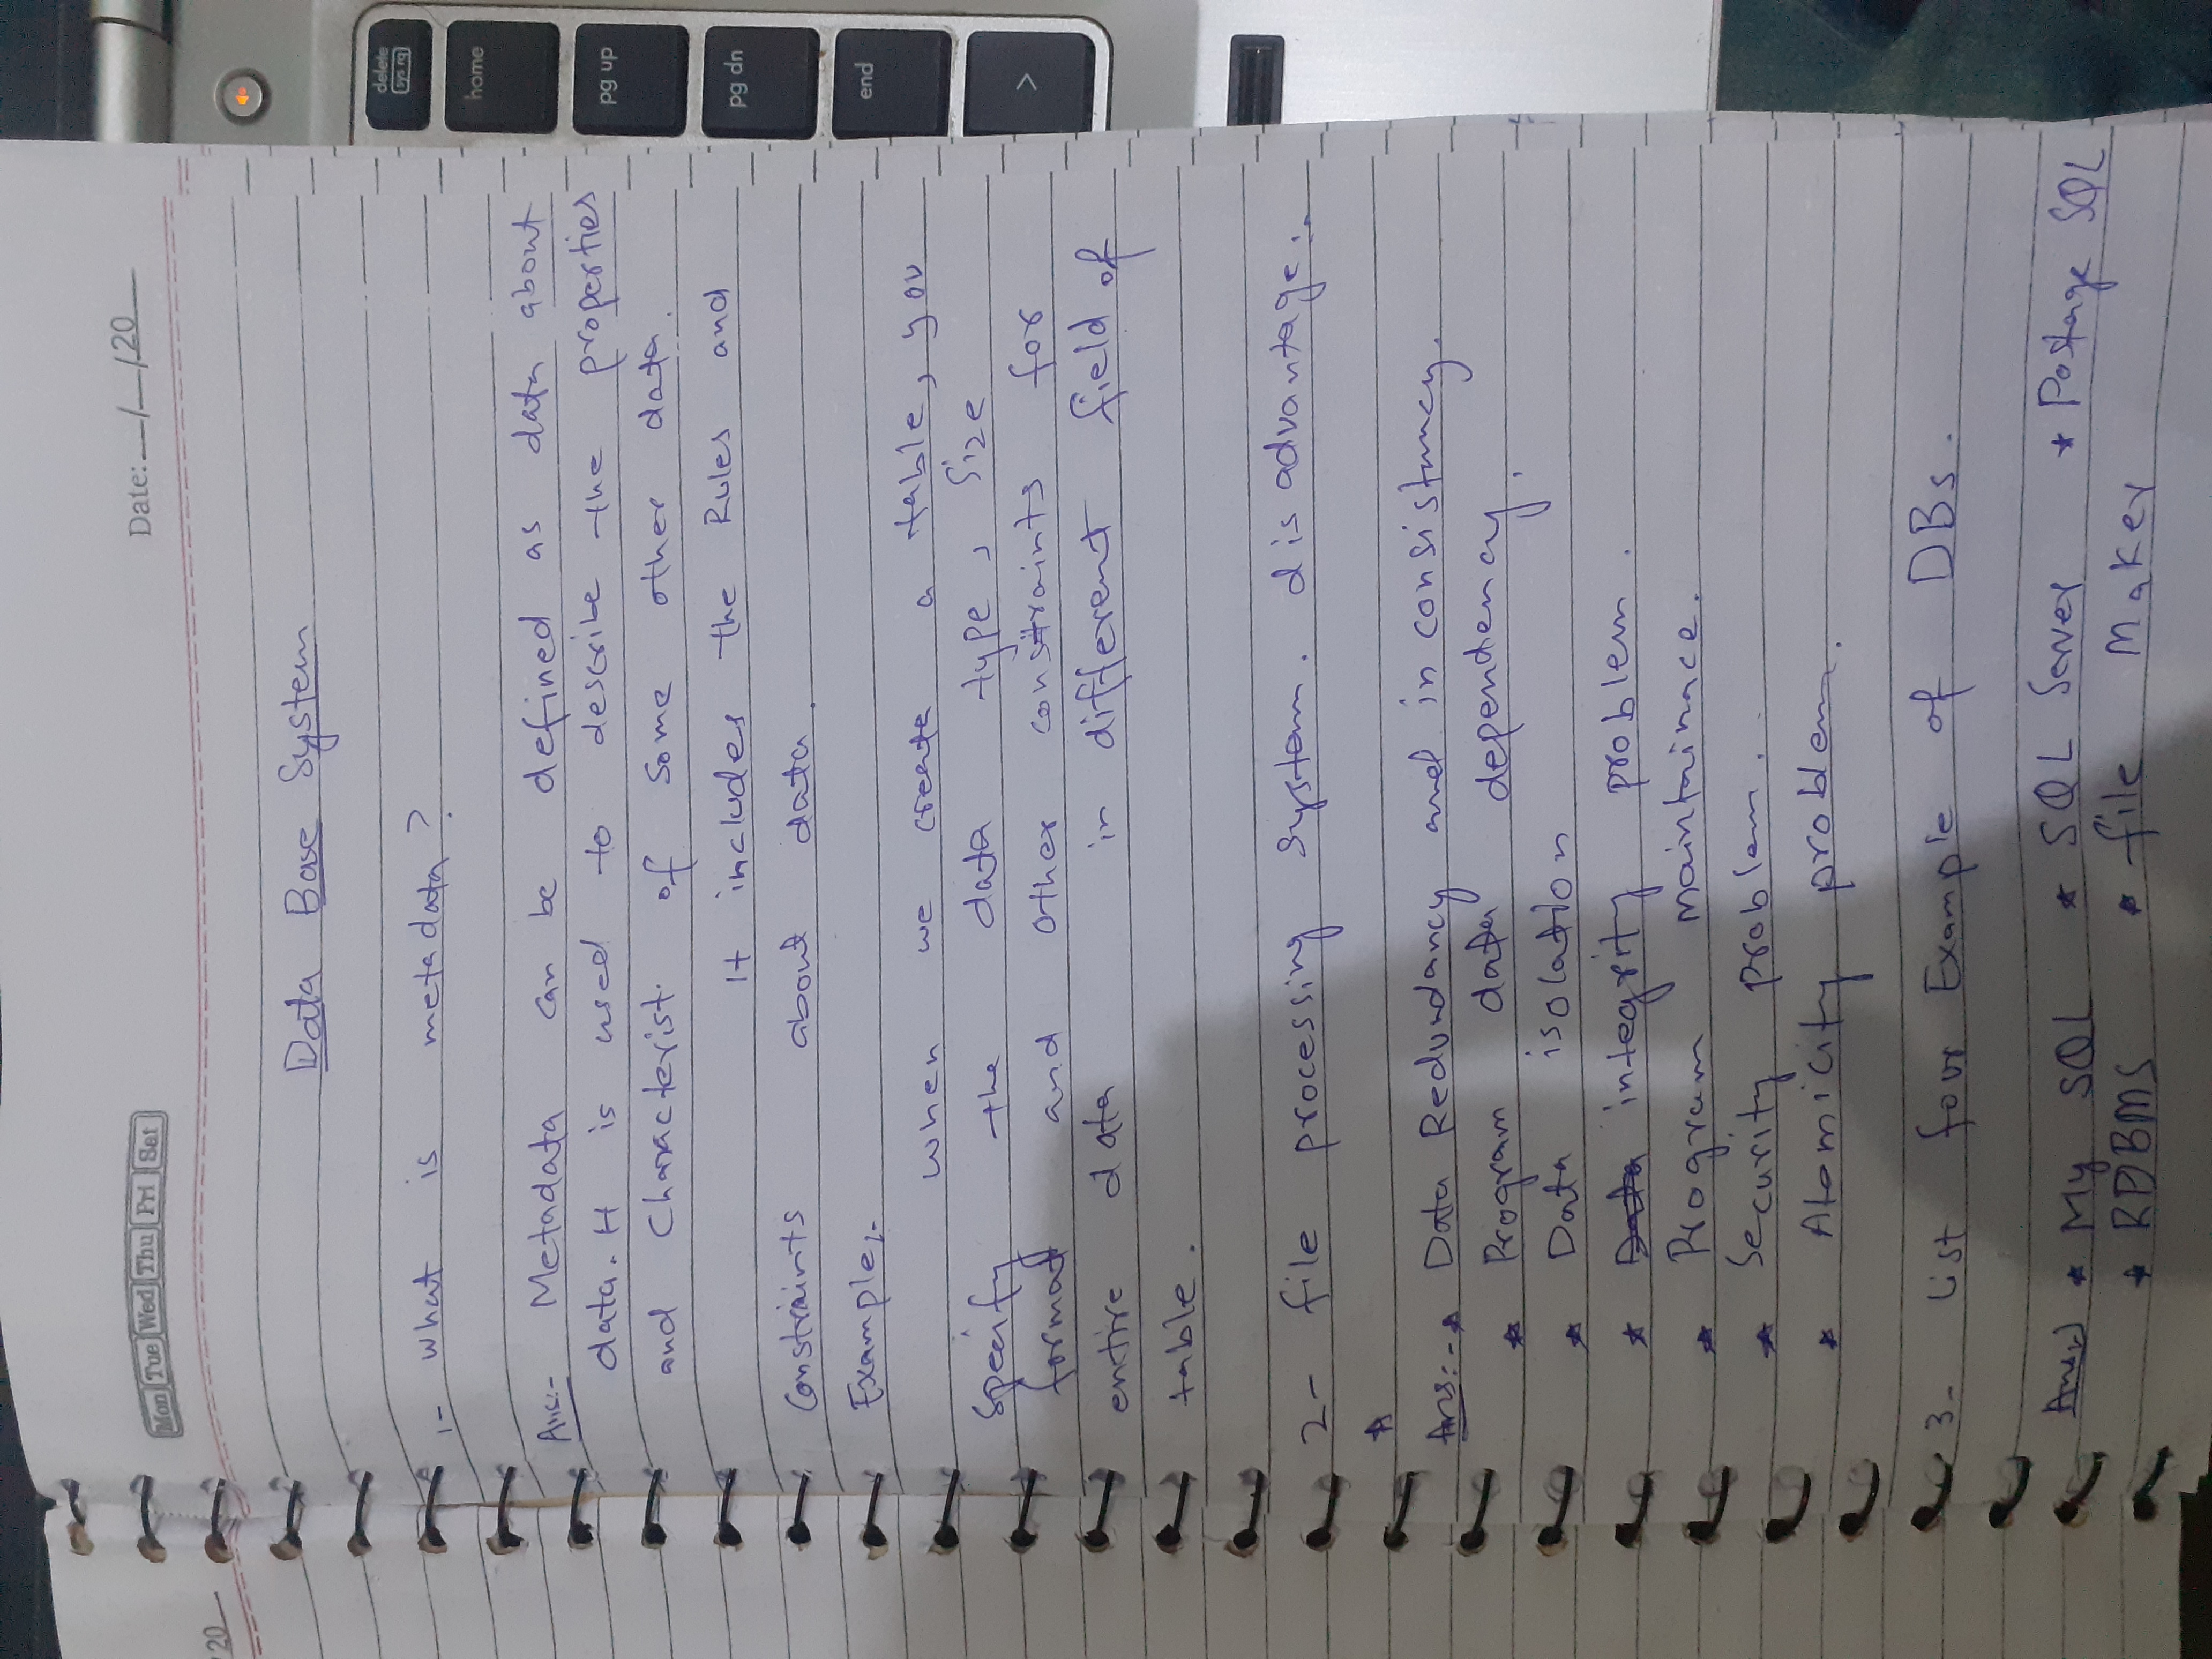 Mon Tue Wed Thu Fri Sat
Date:__/__/20
20
Data Base System
1- What is metadata?
Ans:- Metadata can be defined as data about
data. It is used to describe the properties
and Characterist. of some other data.
It includes the Rules and
Constraints about data.
Example:-
When we create a table, you
Specify the data type, Size
format and other constraints for
entire data in different field of
table.
2- file processing System. disadvantage:.
Ans:- Data Redundancy and in consistancy.
* Program data dependency.
* Data isolation
* Data integrity problem.
* Program maintainace.
* Security problem.
* Atomicity problem.
3- List four Example of DBs.
Ans:) * My SQL * SQL Server * Postage SQL
* RDBMS * file Maker
delete
sys rq
home
pg up
pg dn
end
>